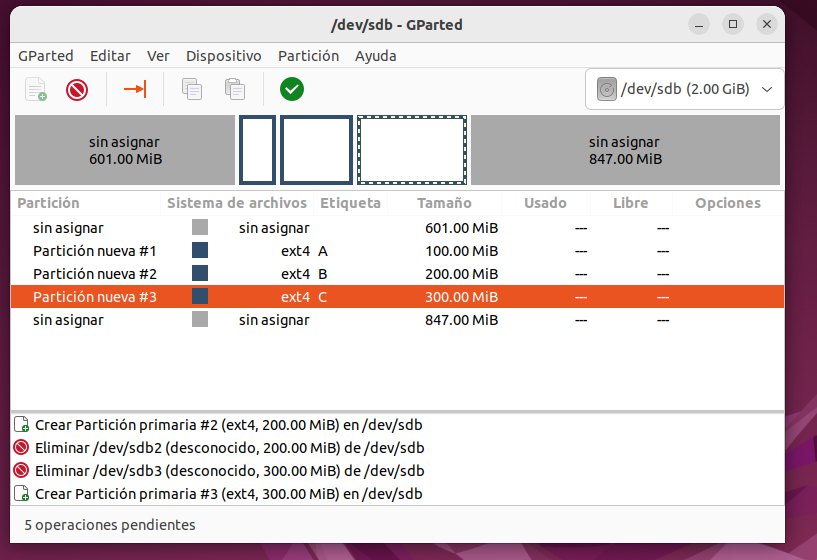 /dev/sdb - GParted
GParted Editar Ver Dispositivo Partición Ayuda
/dev/sdb (2.00 GiB)
sin asignar
601.00 MiB
sin asignar
847.00 MiB
Partición Sistema de archivos Etiqueta Tamaño Usado Libre Opciones
sin asignar sin asignar 601.00 MiB --- ---
Partición nueva #1 ext4 A 100.00 MiB --- ---
Partición nueva #2 ext4 B 200.00 MiB --- ---
Partición nueva #3 ext4 C 300.00 MiB --- ---
sin asignar sin asignar 847.00 MiB --- ---
Crear Partición primaria #2 (ext4, 200.00 MiB) en /dev/sdb
Eliminar /dev/sdb2 (desconocido, 200.00 MiB) de /dev/sdb
Eliminar /dev/sdb3 (desconocido, 300.00 MiB) de /dev/sdb
Crear Partición primaria #3 (ext4, 300.00 MiB) en /dev/sdb
5 operaciones pendientes